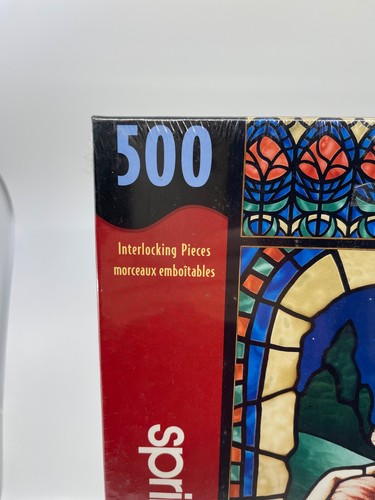 500
Interlocking Pieces
morceaux emboîtables
spri